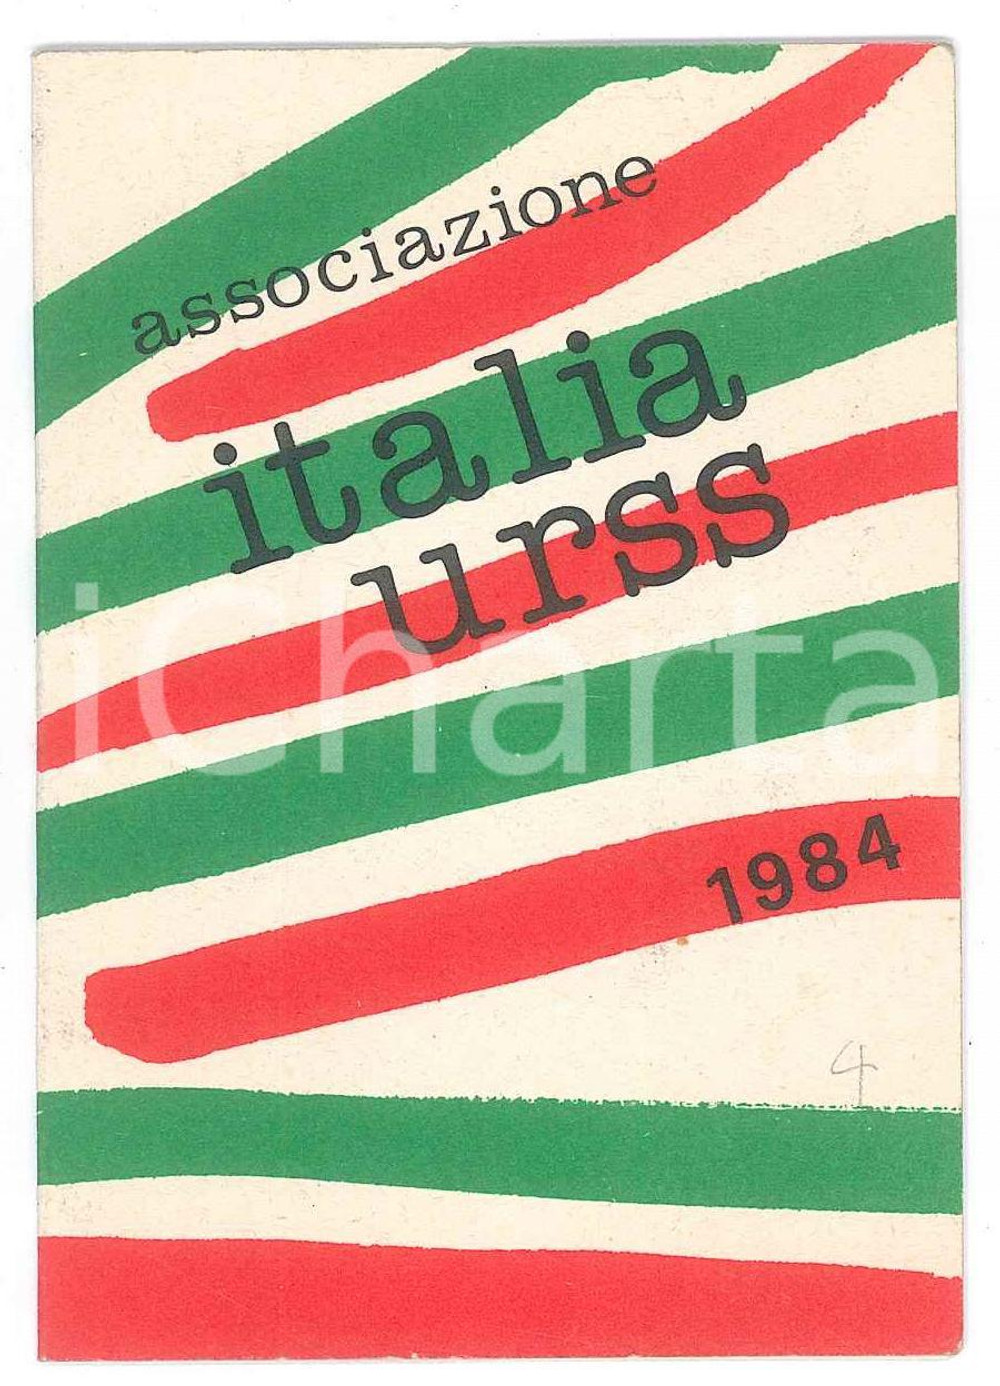 associazione
italia
urss
1984
4
iCharta